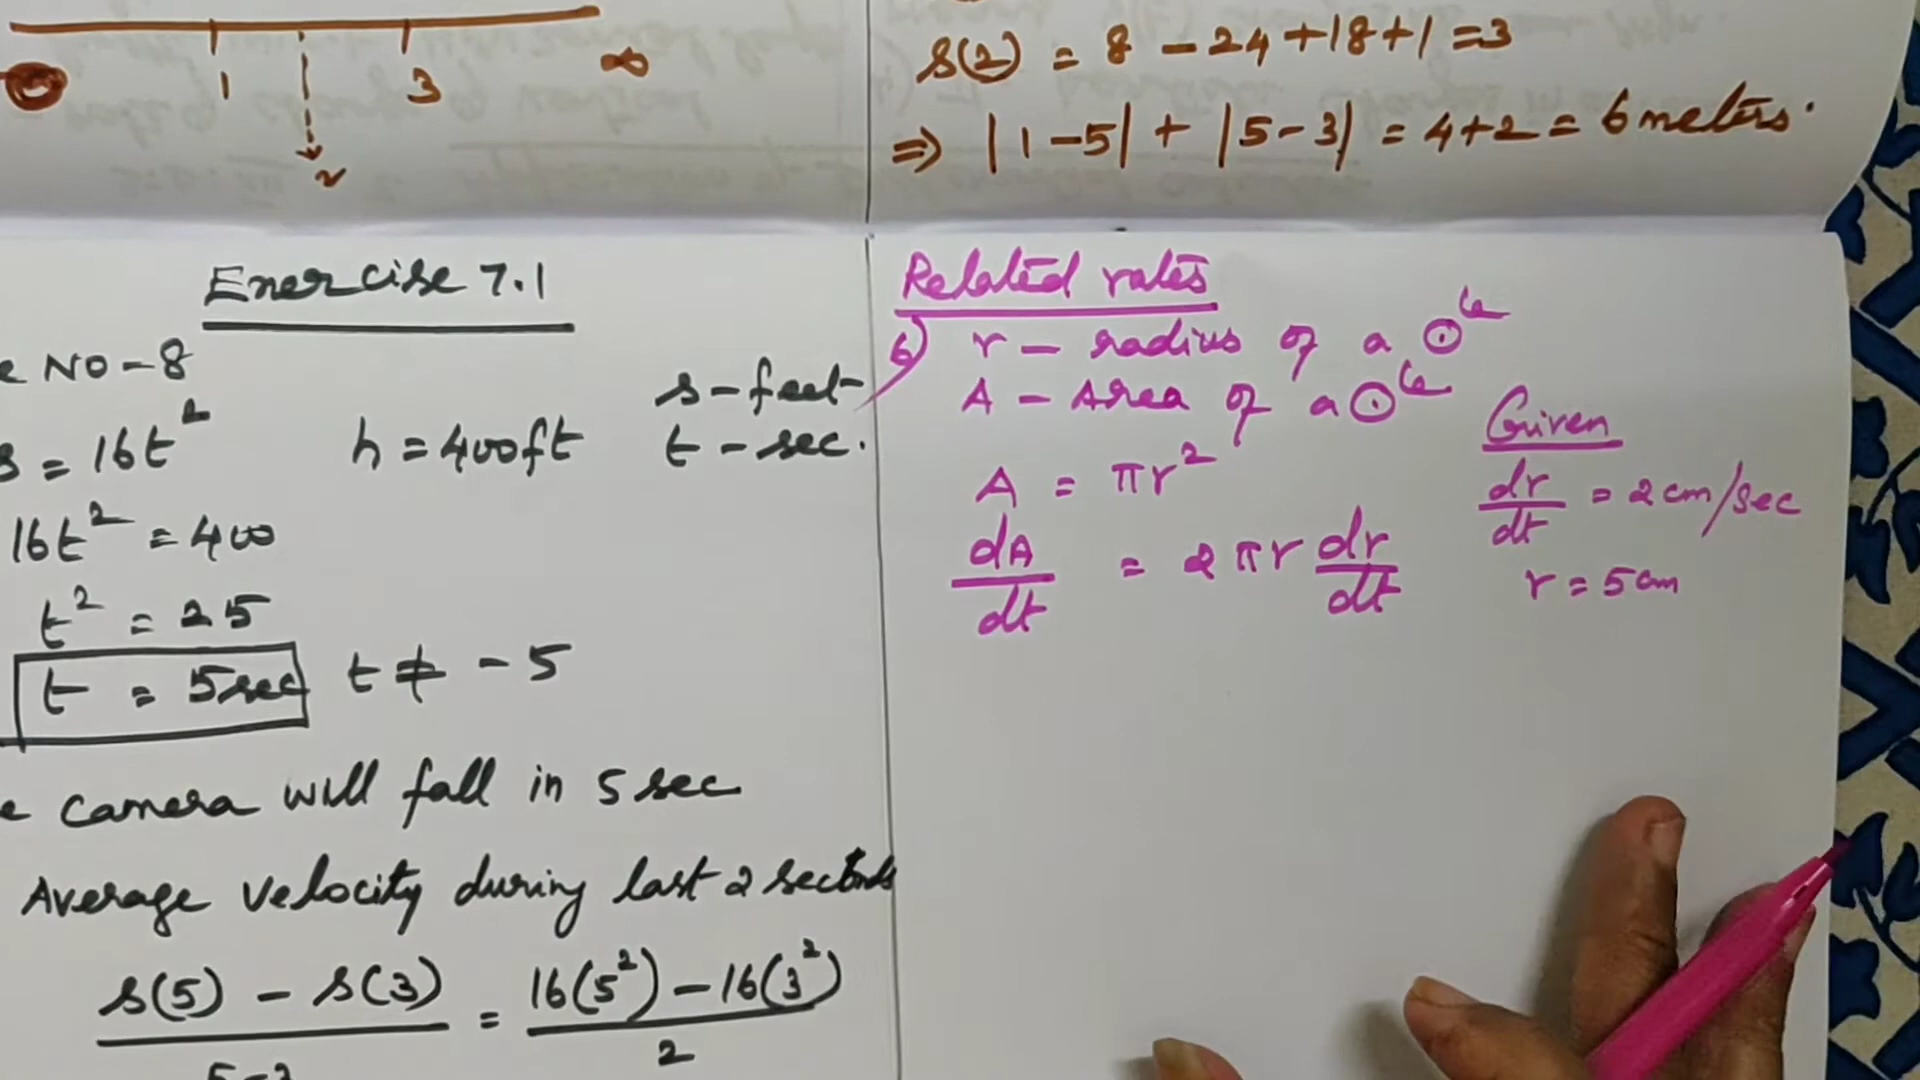 1 3 ∞
2
s(2) = 8 - 24 + 18 + 1 = 3
⇒ |1-5| + |5-3| = 4+2 = 6 meters.
Exercise 7.1
NO - 8
s = 16t² h = 400ft s - feet
t - sec.
16t² = 400
t² = 25
t = 5sec t ≠ -5
camera will fall in 5 sec
Average velocity during last 2 seconds
s(5) - s(3) / 5-3 = 16(5²) - 16(3²) / 2
Related rates
6) r - radius of a ⊙le
A - Area of a ⊙le
Given
A = πr²
dr/dt = 2 cm/sec
dA/dt = 2πr dr/dt
r = 5 cm